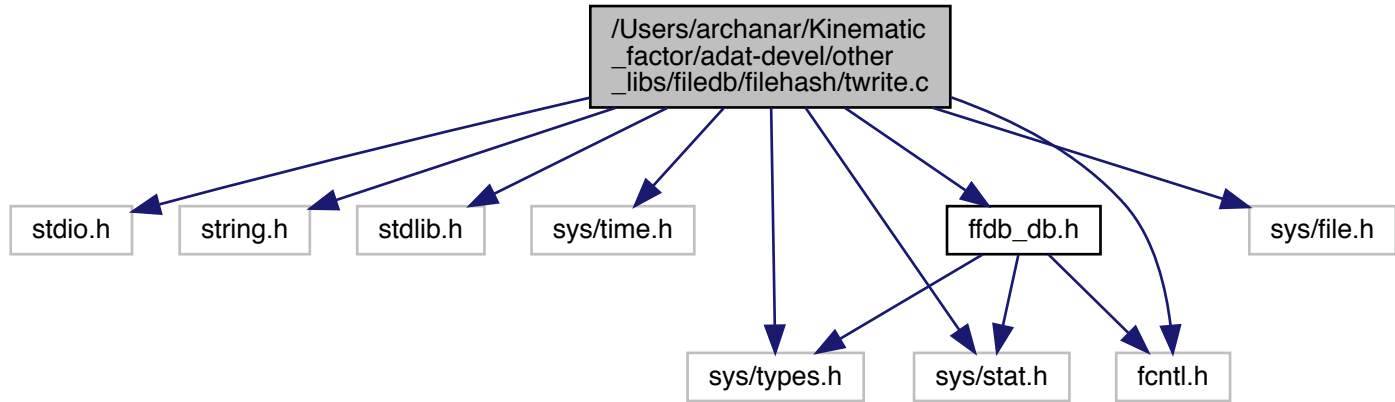 /Users/archanar/Kinematic
_factor/adat-devel/other
_libs/filedb/filehash/twrite.c
stdio.h
string.h
stdlib.h
sys/time.h
ffdb_db.h
sys/file.h
sys/types.h
sys/stat.h
fcntl.h